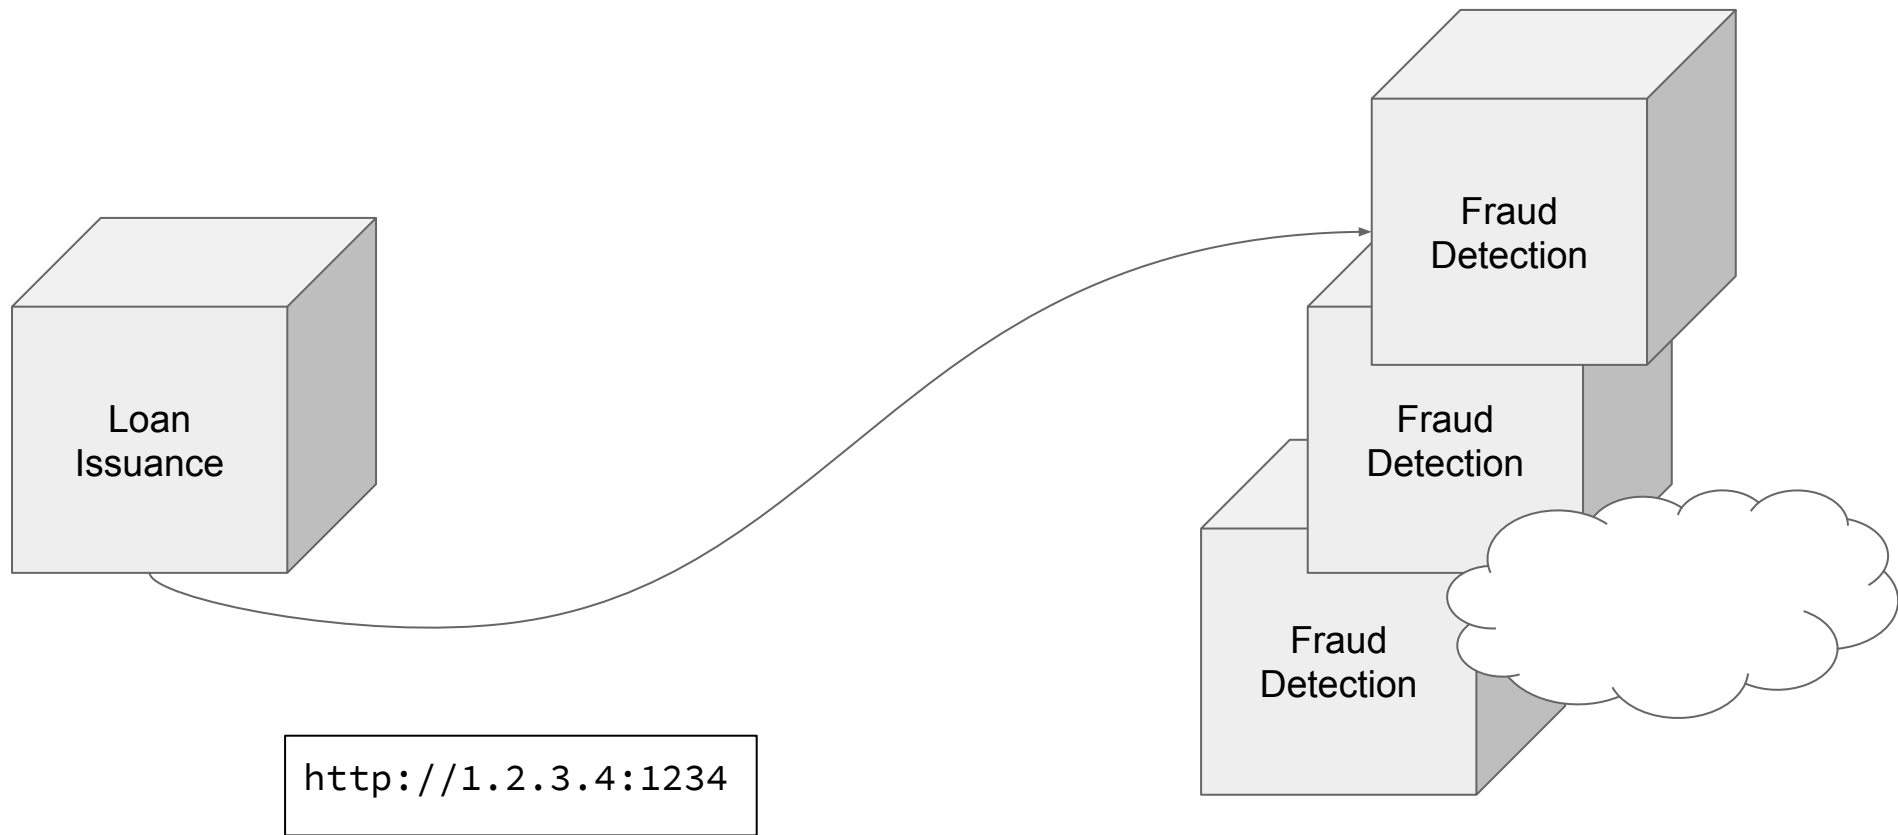 Loan
Issuance
http://1.2.3.4:1234
Fraud
Detection
Fraud
Detection
Fraud
Detection